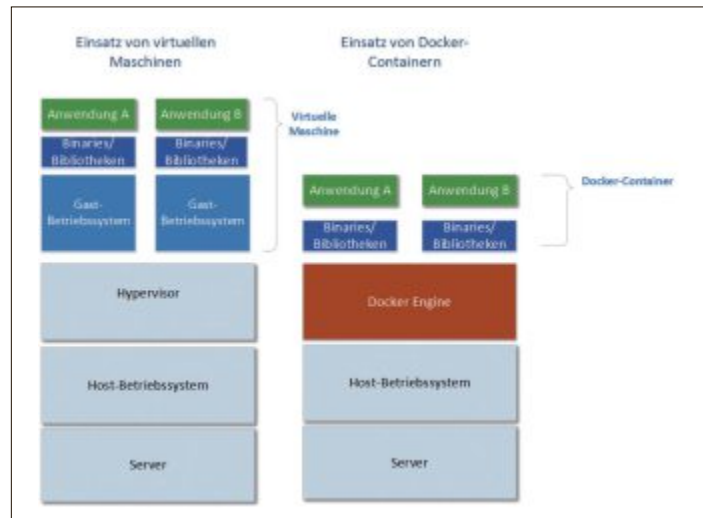 Einsatz von virtuellen
Maschinen
Anwendung A
Anwendung B
Binaries/
Bibliotheken
Binaries/
Bibliotheken
Gast-
Betriebssystem
Gast-
Betriebssystem
Virtuelle
Maschine
Hypervisor
Host-Betriebssystem
Server
Einsatz von Docker-
Containern
Anwendung A
Anwendung B
Binaries/
Bibliotheken
Binaries/
Bibliotheken
Docker-Container
Docker Engine
Host-Betriebssystem
Server